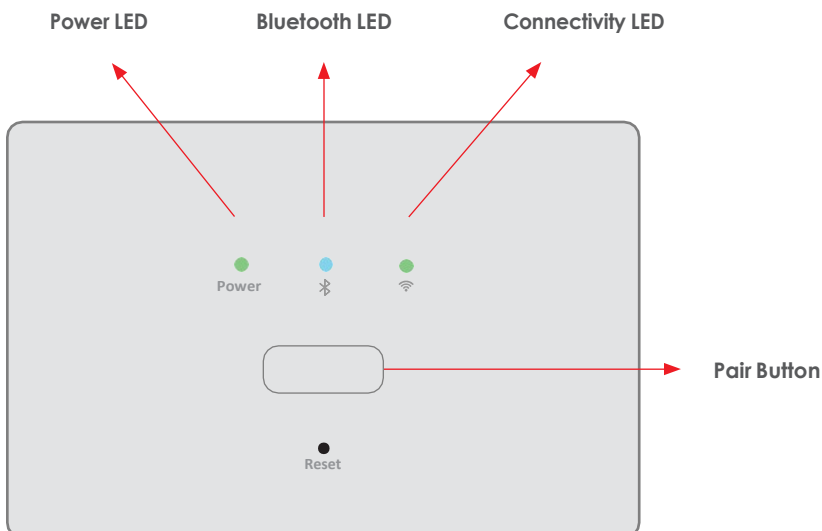 Power LED
Bluetooth LED
Connectivity LED
Power
Pair Button
Reset